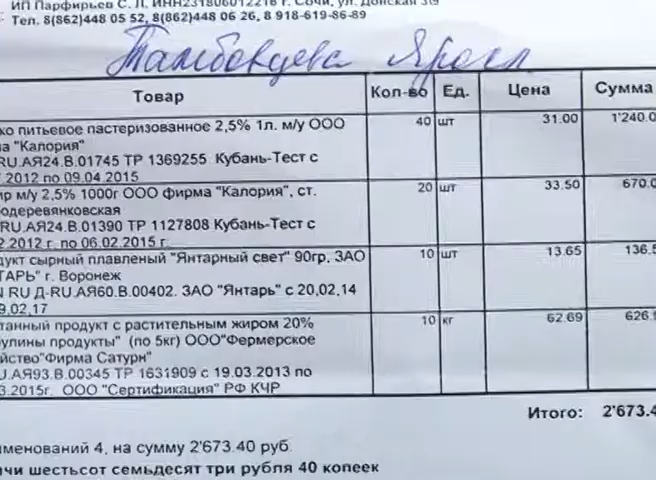 ИП Парфирьев С. Л. ИНН231806012216 г. Сочи, ул. Донская 3/9
Тел. 8(862)448 05 52, 8(862)448 06 26, 8 918-619-86-89
Тамбовцева
Товар Кол-во Ед. Цена Сумма
ко питьевое пастеризованное 2,5% 1л. м/у ООО 40 шт 31.00 1'240.0
а "Калория"
RU.АЯ24.В.01745 ТР 1369255 Кубань-Тест с
2012 по 09.04.2015
ир м/у 2,5% 1000г ООО фирма "Калория", ст. 20 шт 33.50 670.0
родеревянковская
RU.АЯ24.В.01390 ТР 1127808 Кубань-Тест с
2.2012 г. по 06.02.2015 г.
дукт сырный плавленый "Янтарный свет" 90гр, ЗАО 10 шт 13.65 136.5
ТАРЬ" г. Воронеж
N RU Д-RU.АЯ60.В.00402. ЗАО "Янтарь" с 20,02,14
9,02,17
танный продукт с растительным жиром 20% 10 кг 62.69 626.
улины продукты" (по 5кг) ООО"Фермерское
йство"Фирма Сатурн"
U.АЯ93.В.00345 ТР 1631909 с 19.03.2013 по
3.2015г. ООО "Сертификация" РФ КЧР
Итого: 2'673.4
именований 4, на сумму 2'673.40 руб.
ячи шестьсот семьдесят три рубля 40 копеек